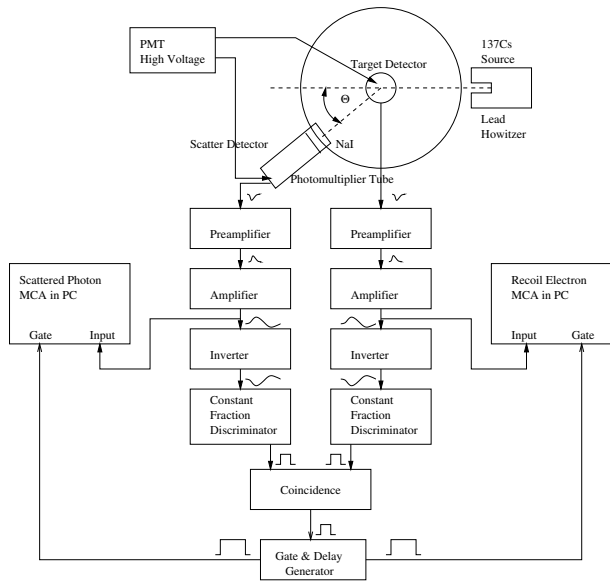 PMT
High Voltage
137Cs
Source
Target Detector
Θ
Lead
Howitzer
Scatter Detector
NaI
Photomultiplier Tube
Preamplifier
Preamplifier
Scattered Photon
MCA in PC
Gate
Input
Amplifier
Amplifier
Recoil Electron
MCA in PC
Input
Gate
Inverter
Inverter
Constant
Fraction
Discriminator
Constant
Fraction
Discriminator
Coincidence
Gate & Delay
Generator